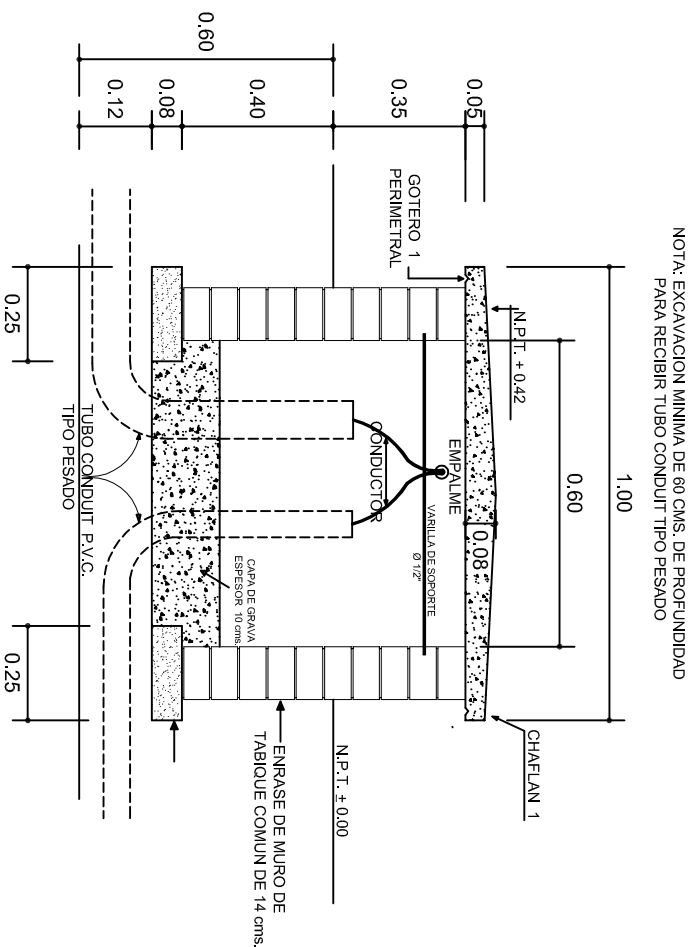 NOTA: EXCAVACION MINIMA DE 60 CMS. DE PROFUNDIDAD
PARA RECIBIR TUBO CONDUIT TIPO PESADO
1.00
0.60
CHAFLAN 1
N.P.T. + 0.42
0.08
0.05
GOTERO 1
PERIMETRAL
EMPALME
VARILLA DE SOPORTE
Ø 1/2"
0.35
CONDUCTOR
N.P.T. ± 0.00
0.60
0.40
CAPA DE GRAVA
ESPESOR 10 cms.
ENRASE DE MURO DE
TABIQUE COMUN DE 14 cms.
0.08
0.12
TUBO CONDUIT P.V.C.
TIPO PESADO
0.25
0.25